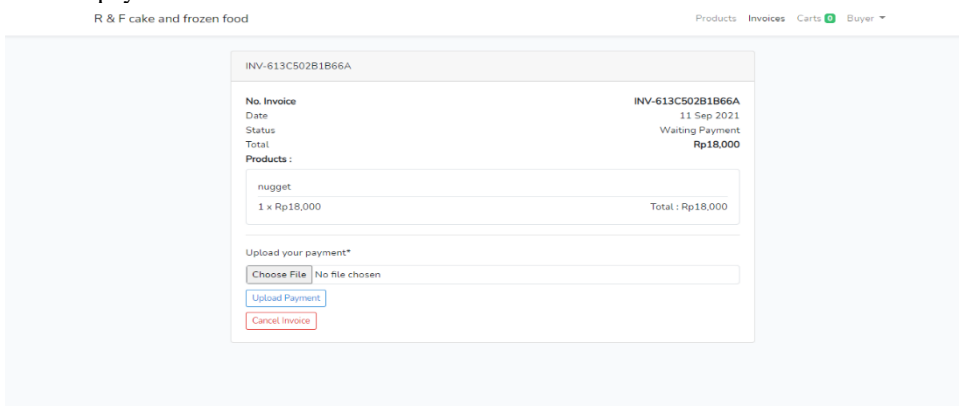 R & F cake and frozen food Products Invoices Carts 0 Buyer
INV-613C502B1B66A
No. Invoice INV-613C502B1B66A
Date 11 Sep 2021
Status Waiting Payment
Total Rp18,000
Products :
nugget
1 x Rp18,000 Total : Rp18,000
Upload your payment*
Choose File No file chosen
Upload Payment
Cancel Invoice